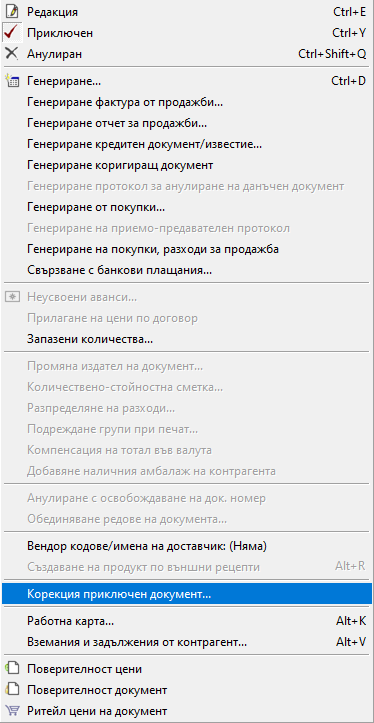 Редакция Ctrl+E
Приключен Ctrl+Y
Анулиран Ctrl+Shift+Q
Генериране... Ctrl+D
Генериране фактура от продажби...
Генериране отчет за продажби...
Генериране кредитен документ/известие...
Генериране коригиращ документ
Генериране протокол за анулиране на данъчен документ
Генериране от покупки...
Генериране на приемо-предавателен протокол
Генериране на покупки, разходи за продажба
Свързване с банкови плащания...
Неусвоени аванси...
Прилагане на цени по договор
Запазени количества...
Промяна издател на документ...
Количествено-стойностна сметка...
Разпределяне на разходи...
Подреждане групи при печат...
Компенсация на тотал във валута
Добавяне наличния амбалаж на контрагента
Анулиране с освобождаване на док. номер
Обединяване редове на документа...
Вендор кодове/имена на доставчик: (Няма)
Създаване на продукт по външни рецепти Alt+R
Корекция приключен документ...
Работна карта... Alt+K
Вземания и задължения от контрагент... Alt+V
Поверителност цени
Поверителност документ
Ритейл цени на документ